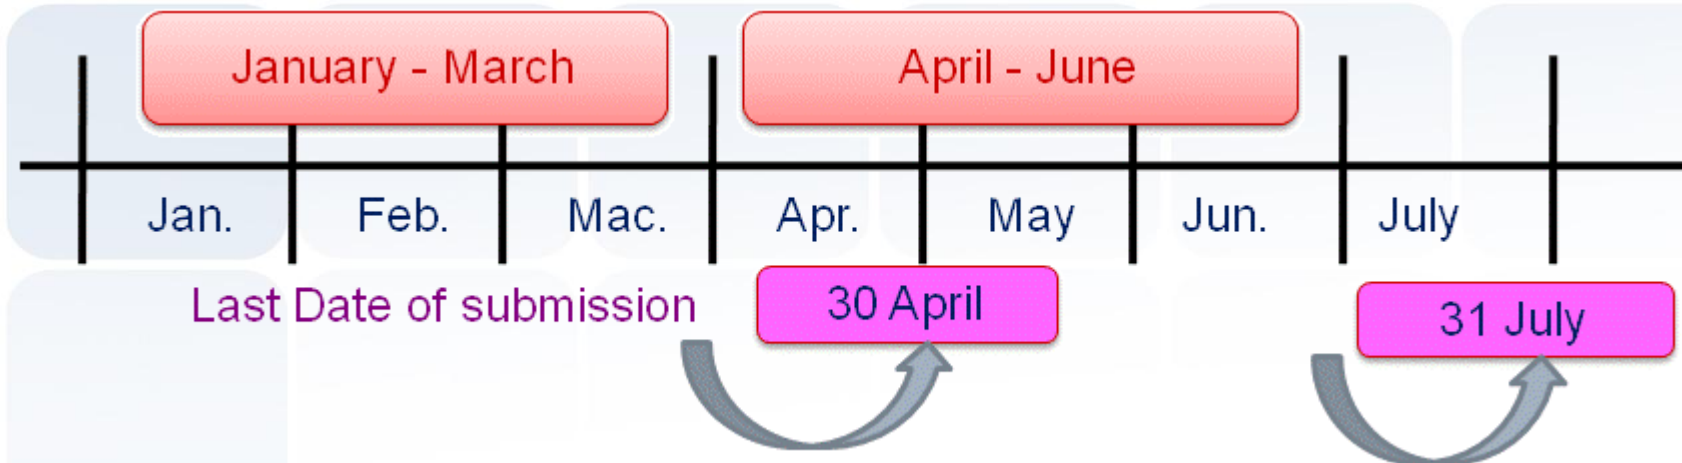 January - March
April - June
Jan.
Feb.
Mac.
Apr.
May
Jun.
July
Last Date of submission
30 April
31 July